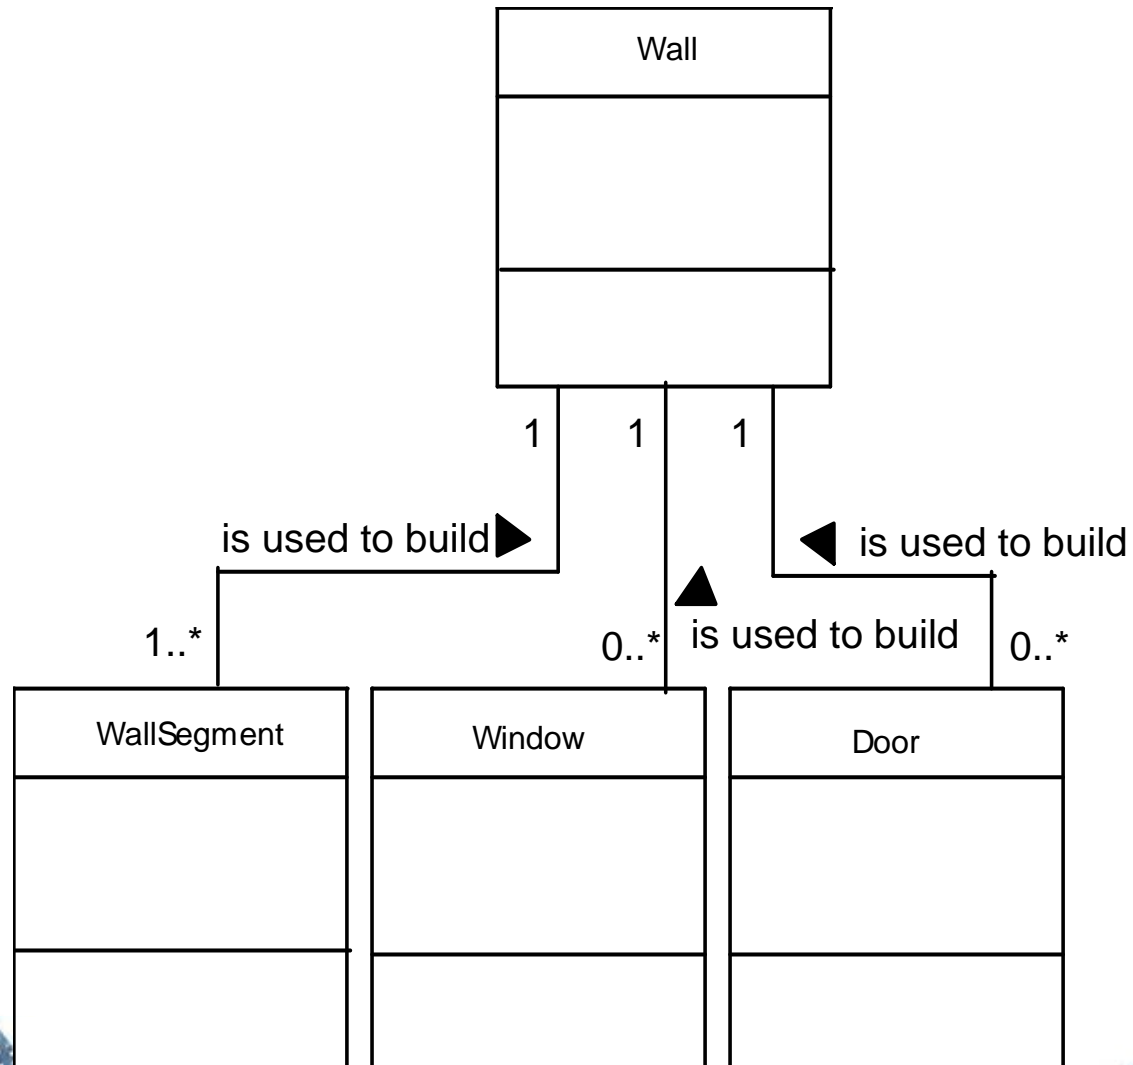 Wall
1
1
1
is used to build
is used to build
is used to build
1..*
0..*
0..*
WallSegment
Window
Door